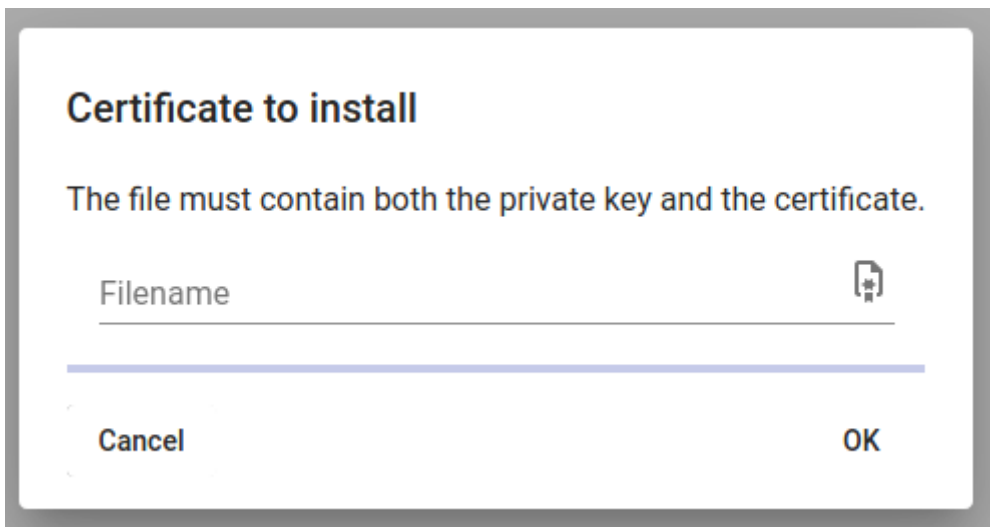 Certificate to install
The file must contain both the private key and the certificate.
Filename
Cancel OK